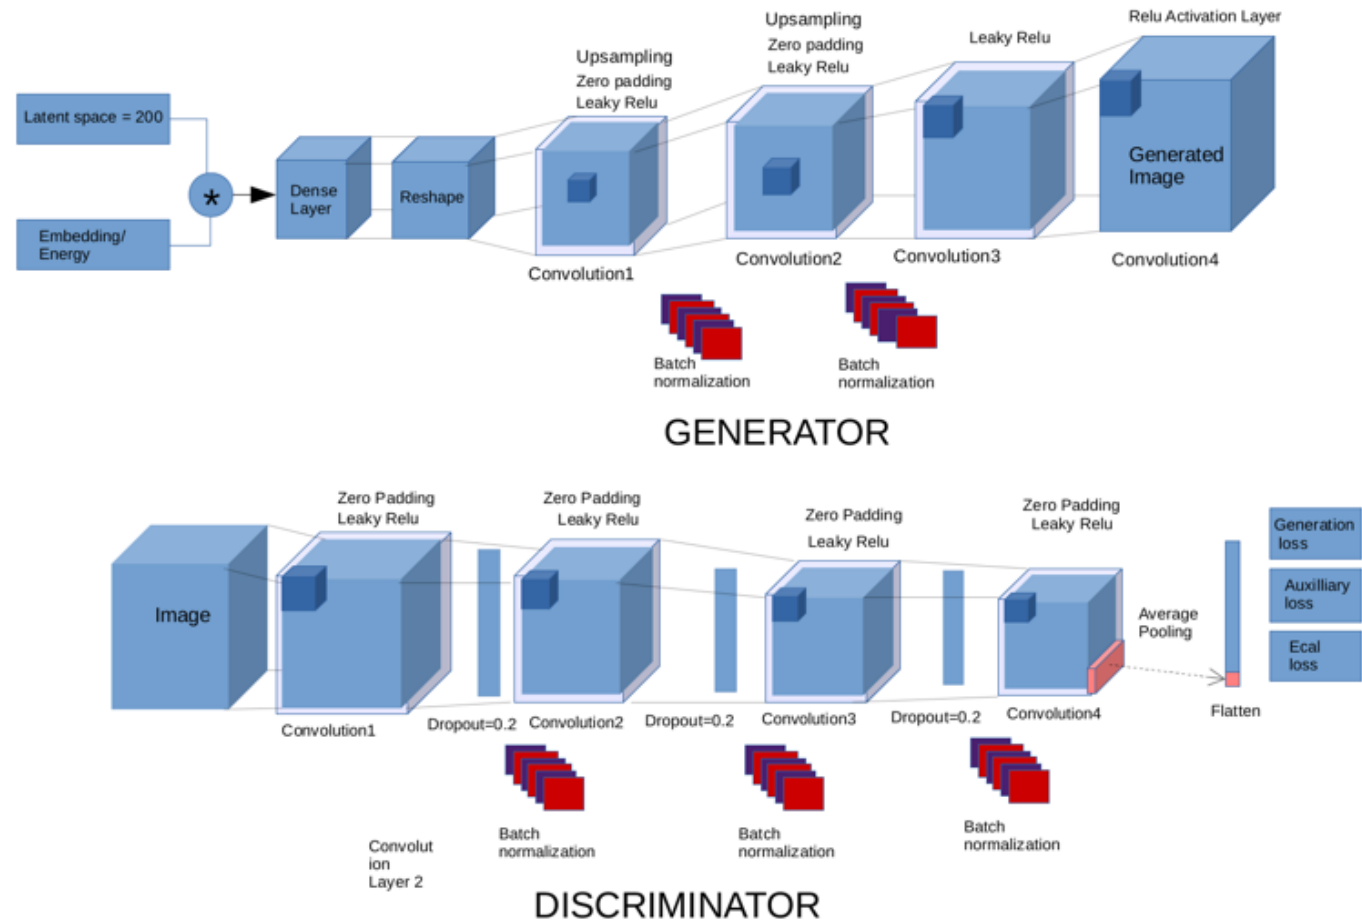 Latent space = 200
*
Embedding/
Energy
Dense
Layer
Reshape
Upsampling
Zero padding
Leaky Relu
Convolution1
Batch
normalization
Upsampling
Zero padding
Leaky Relu
Convolution2
Batch
normalization
Leaky Relu
Convolution3
Relu Activation Layer
Generated
Image
Convolution4
GENERATOR
Image
Zero Padding
Leaky Relu
Convolution1
Dropout=0.2
Zero Padding
Leaky Relu
Convolution2
Batch
normalization
Dropout=0.2
Zero Padding
Leaky Relu
Convolution3
Batch
normalization
Dropout=0.2
Zero Padding
Leaky Relu
Convolution4
Batch
normalization
Average
Pooling
Flatten
Generation
loss
Auxilliary
loss
Ecal
loss
Convolut
ion
Layer 2
DISCRIMINATOR